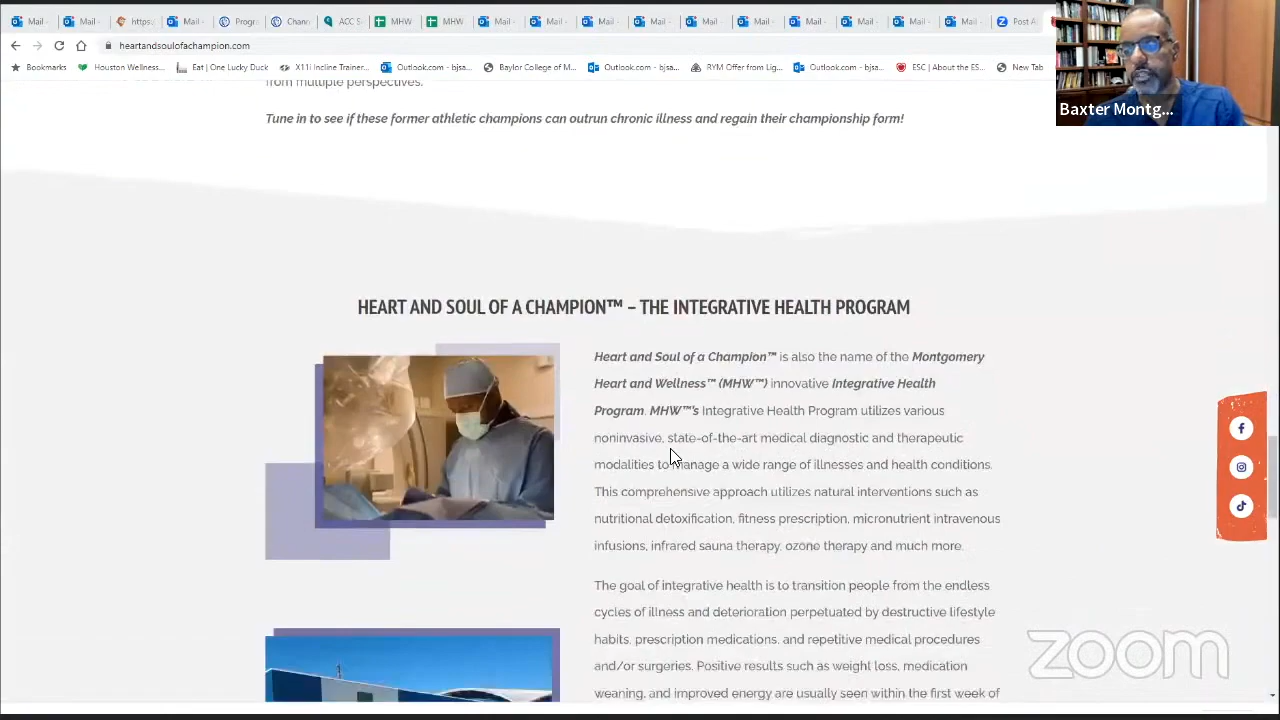 Mail -
Mail -
https:
Mail -
Progr
Chanc
ACC S
MHW
MHW
Mail -
Mail -
Mail -
Mail -
Mail -
Mail -
Mail -
Mail -
Mail -
Mail -
Post A
heartandsoulofachampion.com
Bookmarks
Houston Wellness...
Eat | One Lucky Duck
X11i Incline Trainer...
Outlook.com - bjsa...
Baylor College of M...
Outlook.com - bjsa...
RYM Offer from Lig...
Outlook.com - bjsa...
ESC | About the ES...
New Tab
from multiple perspectives.
Baxter Montg...
Tune in to see if these former athletic champions can outrun chronic illness and regain their championship form!
HEART AND SOUL OF A CHAMPION™ – THE INTEGRATIVE HEALTH PROGRAM
Heart and Soul of a Champion™ is also the name of the Montgomery
Heart and Wellness™ (MHW™) innovative Integrative Health
Program. MHW™'s Integrative Health Program utilizes various
noninvasive, state-of-the-art medical diagnostic and therapeutic
modalities to manage a wide range of illnesses and health conditions.
This comprehensive approach utilizes natural interventions such as
nutritional detoxification, fitness prescription, micronutrient intravenous
infusions, infrared sauna therapy, ozone therapy and much more.
The goal of integrative health is to transition people from the endless
cycles of illness and deterioration perpetuated by destructive lifestyle
habits, prescription medications, and repetitive medical procedures
and/or surgeries. Positive results such as weight loss, medication
weaning, and improved energy are usually seen within the first week of
zoom